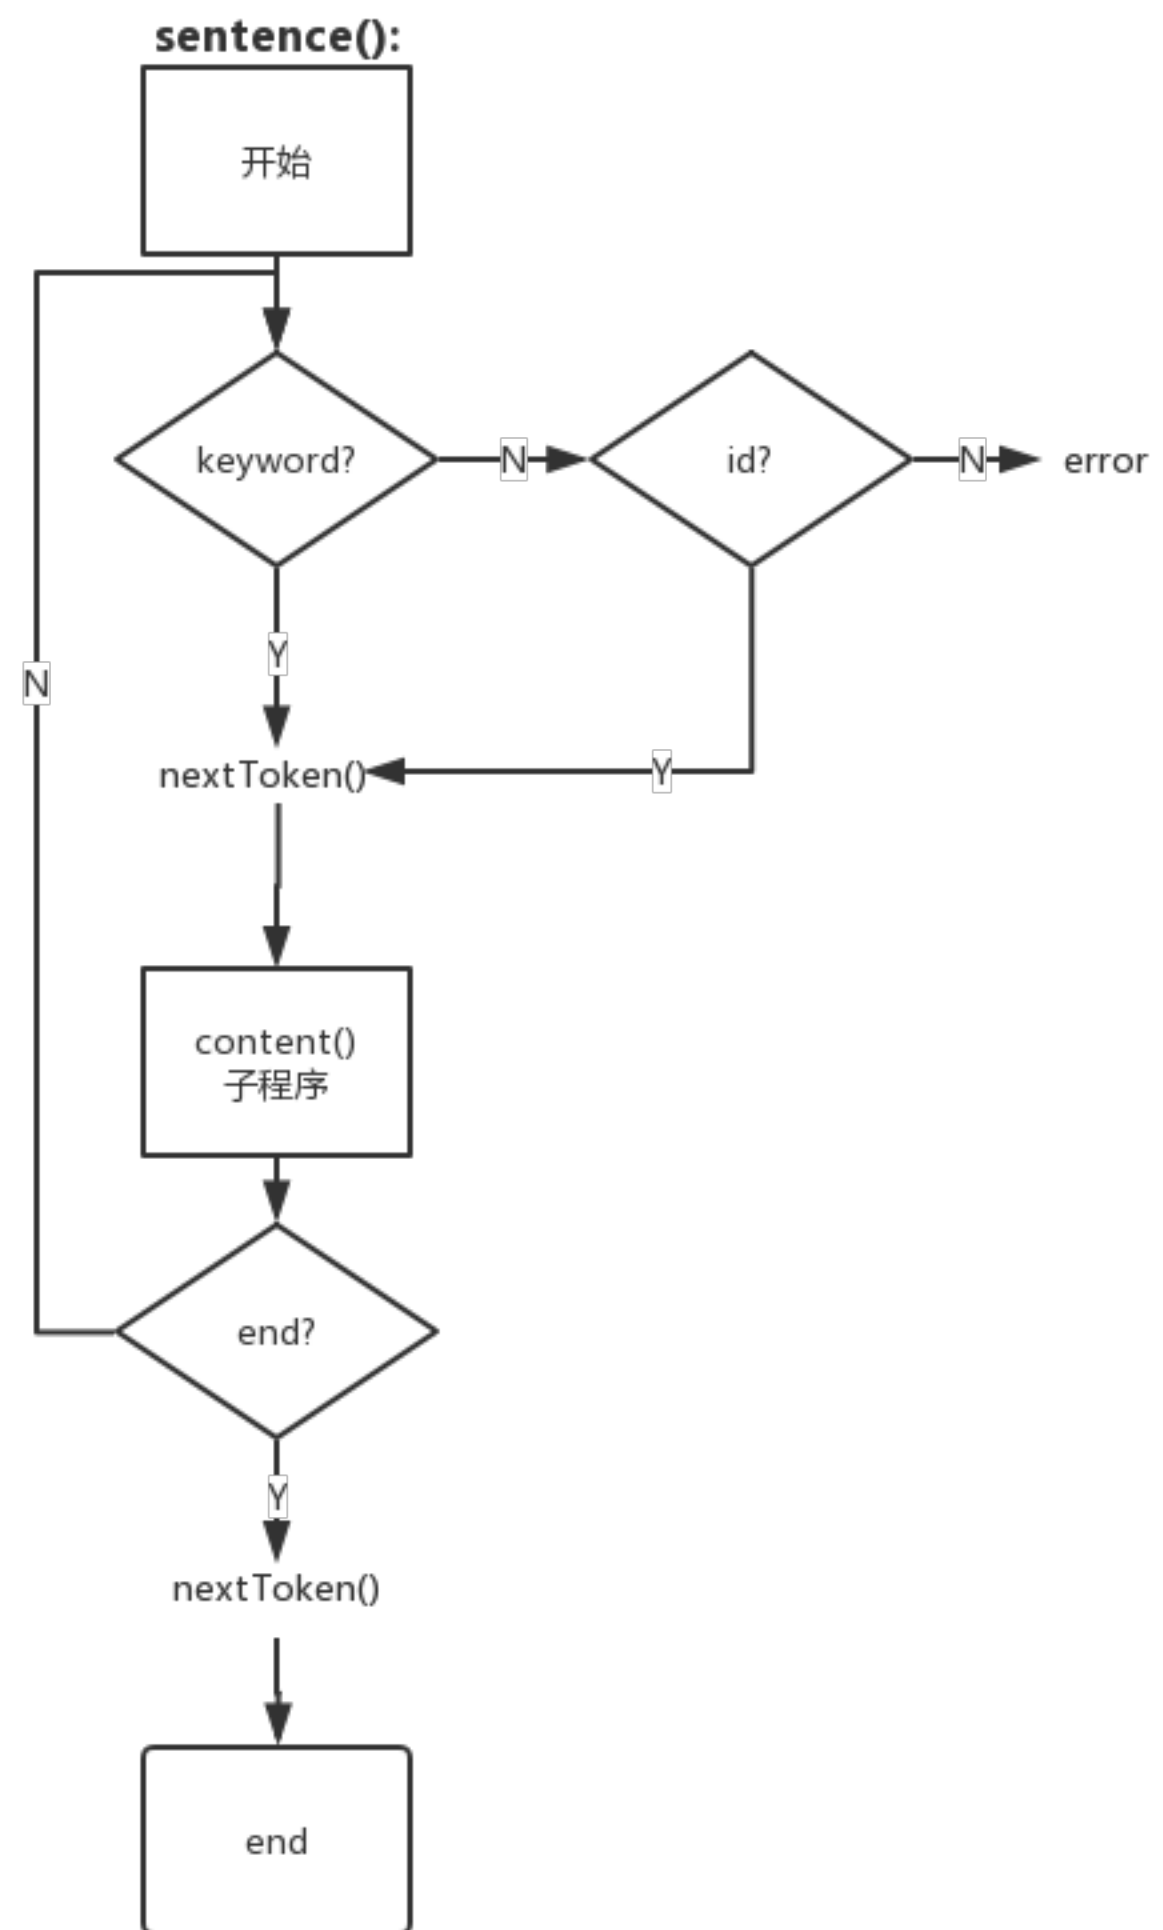 sentence():
开始
keyword?
N
id?
N
error
Y
N
nextToken()
Y
content()
子程序
end?
Y
nextToken()
end